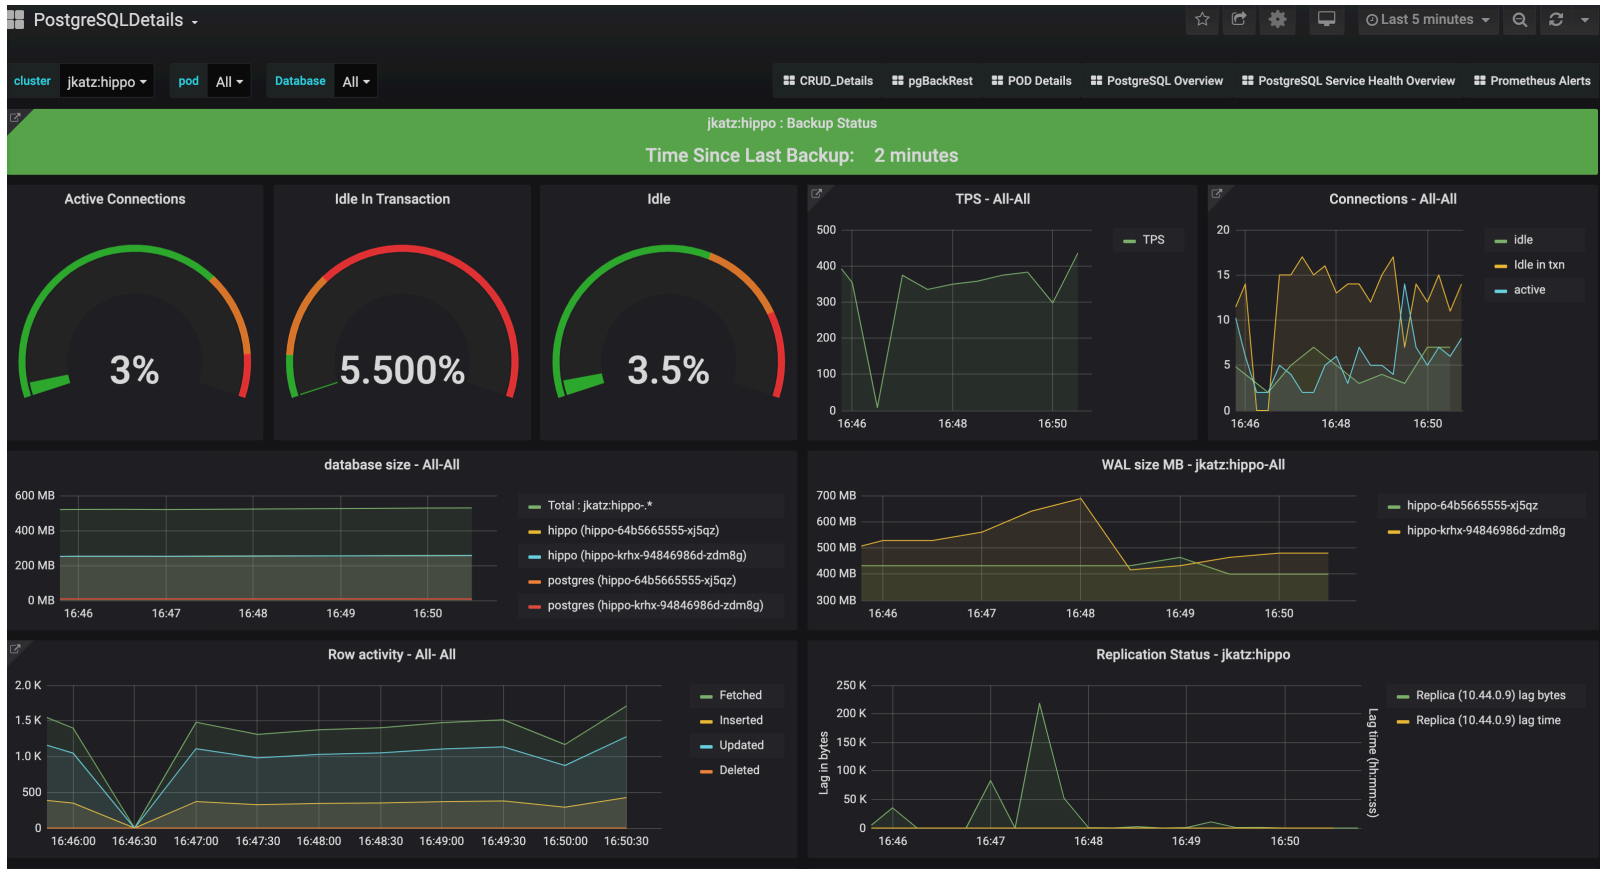 PostgreSQLDetails
Last 5 minutes
cluster jkatz:hippo pod All Database All
CRUD_Details pgBackRest POD Details PostgreSQL Overview PostgreSQL Service Health Overview Prometheus Alerts
jkatz:hippo : Backup Status
Time Since Last Backup: 2 minutes
Active Connections
3%
Idle In Transaction
5.500%
Idle
3.5%
TPS - All-All
500
400
300
200
100
0
16:46 16:48 16:50
TPS
Connections - All-All
20
15
10
5
0
16:46 16:48 16:50
idle
Idle in txn
active
database size - All-All
600 MB
400 MB
200 MB
0 MB
16:46 16:47 16:48 16:49 16:50
Total : jkatz:hippo-.*
hippo (hippo-64b5665555-xj5qz)
hippo (hippo-krhx-94846986d-zdm8g)
postgres (hippo-64b5665555-xj5qz)
postgres (hippo-krhx-94846986d-zdm8g)
WAL size MB - jkatz:hippo-All
700 MB
600 MB
500 MB
400 MB
300 MB
16:46 16:47 16:48 16:49 16:50
hippo-64b5665555-xj5qz
hippo-krhx-94846986d-zdm8g
Row activity - All- All
2.0 K
1.5 K
1.0 K
500
0
16:46:00 16:46:30 16:47:00 16:47:30 16:48:00 16:48:30 16:49:00 16:49:30 16:50:00 16:50:30
Fetched
Inserted
Updated
Deleted
Replication Status - jkatz:hippo
Lag in bytes
250 K
200 K
150 K
100 K
50 K
0
16:46 16:47 16:48 16:49 16:50
Lag time (hh:mm:ss)
Replica (10.44.0.9) lag bytes
Replica (10.44.0.9) lag time